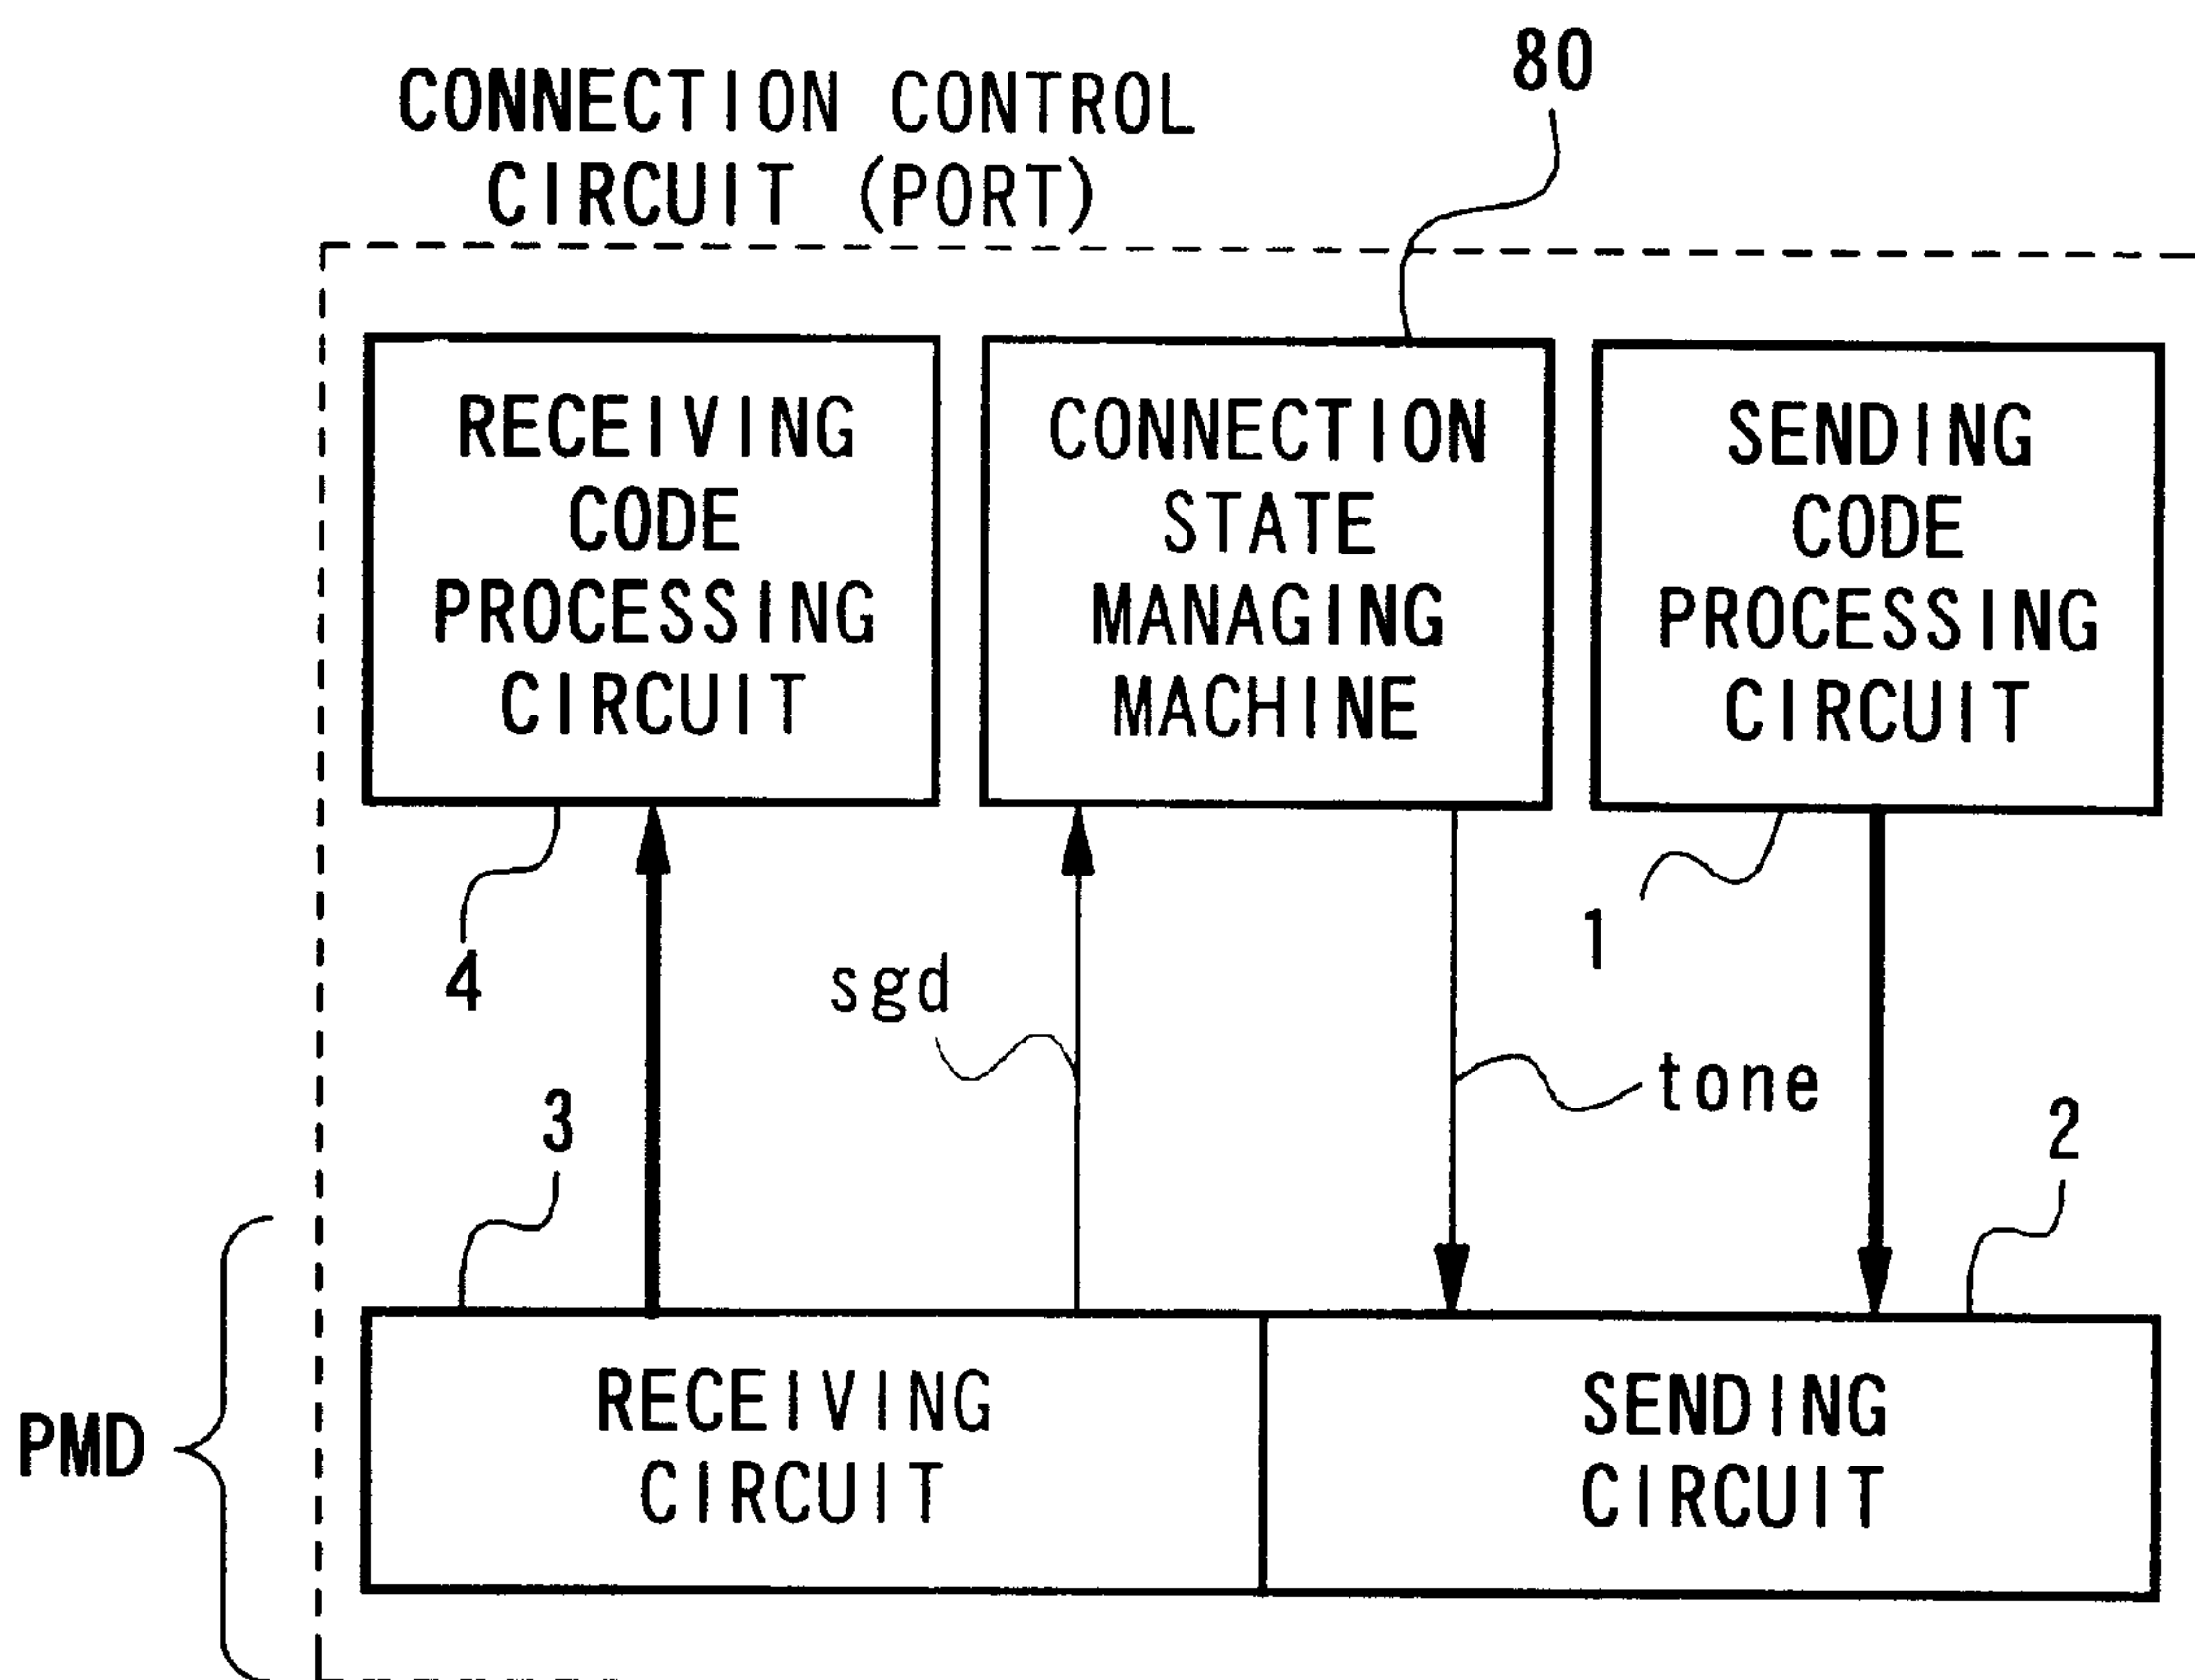 80
CONNECTION CONTROL
CIRCUIT (PORT)
RECEIVING
CODE
PROCESSING
CIRCUIT
CONNECTION
STATE
MANAGING
MACHINE
SENDING
CODE
PROCESSING
CIRCUIT
4
sgd
1
tone
3
2
PMD
RECEIVING
CIRCUIT
SENDING
CIRCUIT